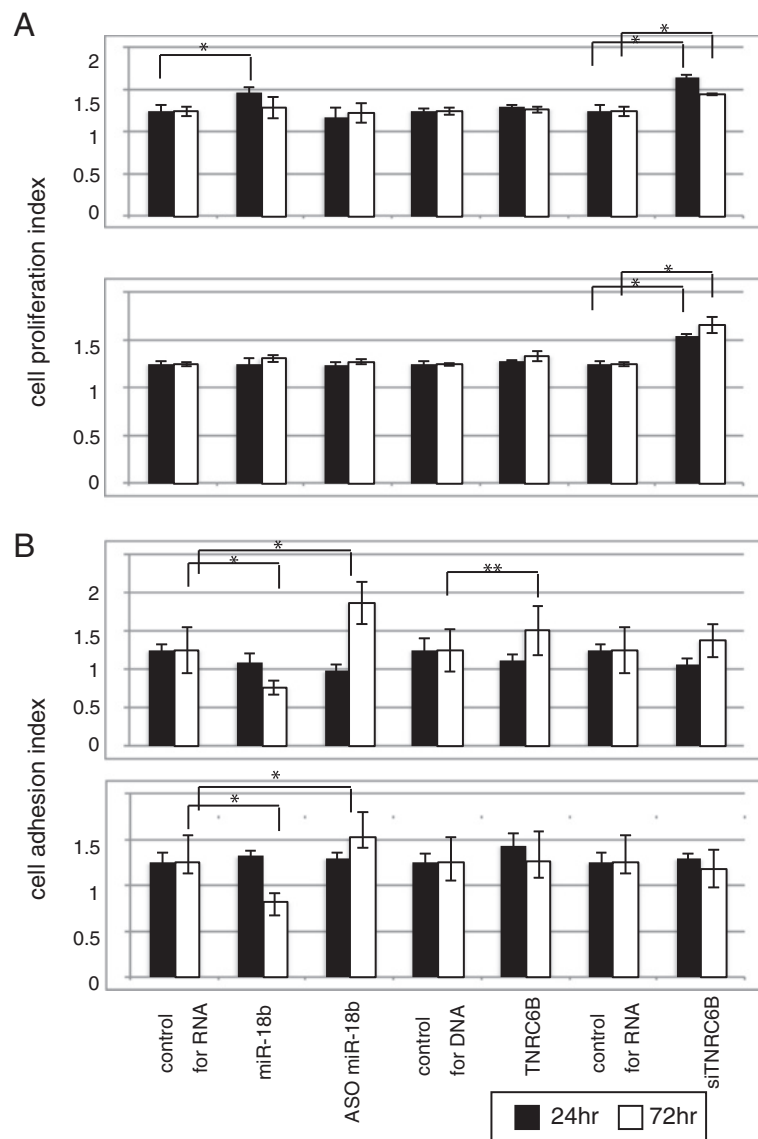 A
*
*
*
2
1.5
1
0.5
0
cell proliferation index
*
*
1.5
1
0.5
0
B
*
*
**
2
1.5
1
0.5
0
cell adhesion index
*
*
1.5
1
0.5
0
control
for RNA
miR-18b
ASO miR-18b
control
for DNA
TNRC6B
control
for RNA
siTNRC6B
24hr
72hr